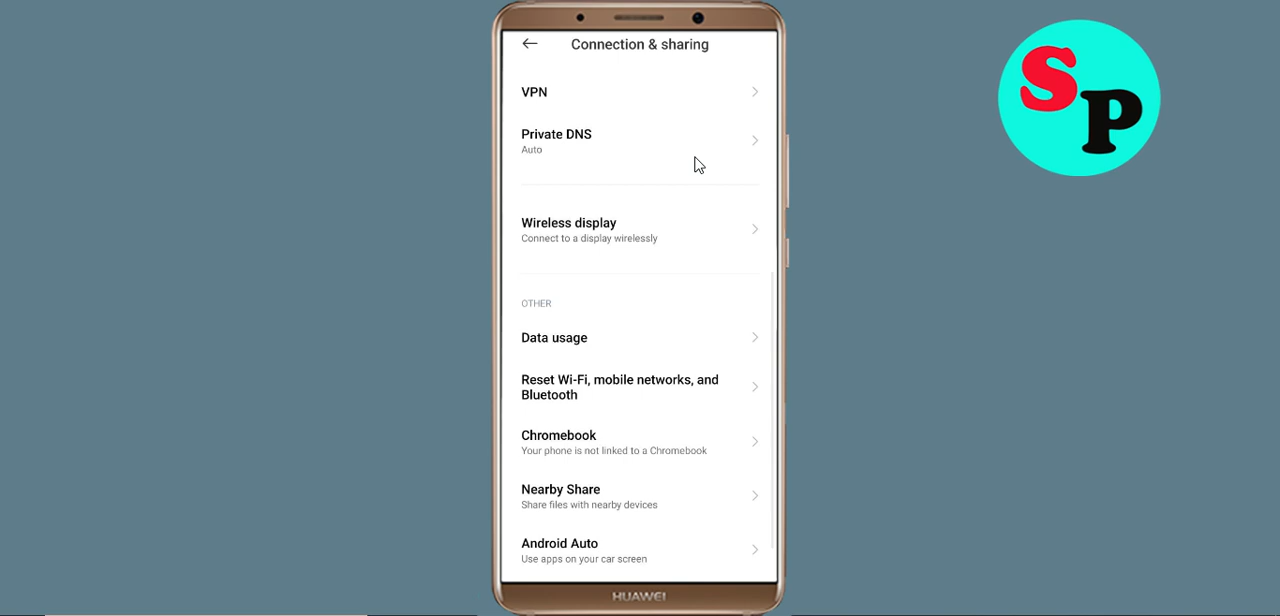 Connection & sharing
VPN
Private DNS
Auto
Wireless display
Connect to a display wirelessly
OTHER
Data usage
Reset Wi-Fi, mobile networks, and
Bluetooth
Chromebook
Your phone is not linked to a Chromebook
Nearby Share
Share files with nearby devices
Android Auto
Use apps on your car screen
HUAWEI
SP